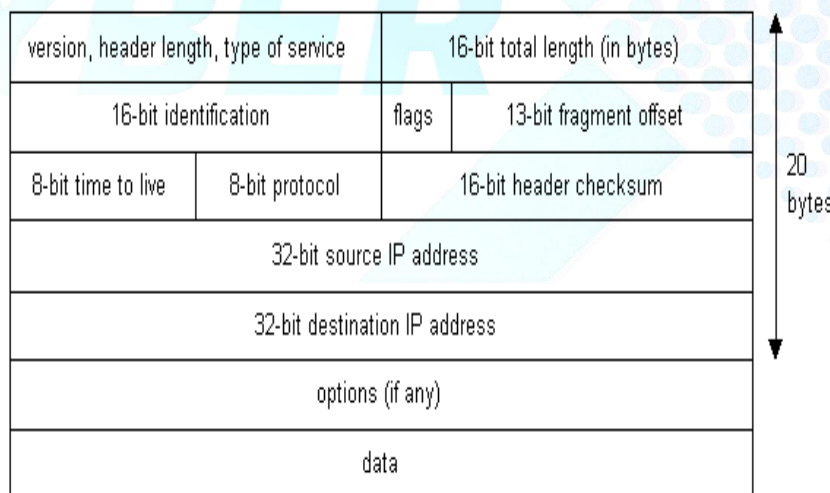 version, header length, type of service
16-bit total length (in bytes)
16-bit identification
flags
13-bit fragment offset
8-bit time to live
8-bit protocol
16-bit header checksum
20
bytes
32-bit source IP address
32-bit destination IP address
options (if any)
data